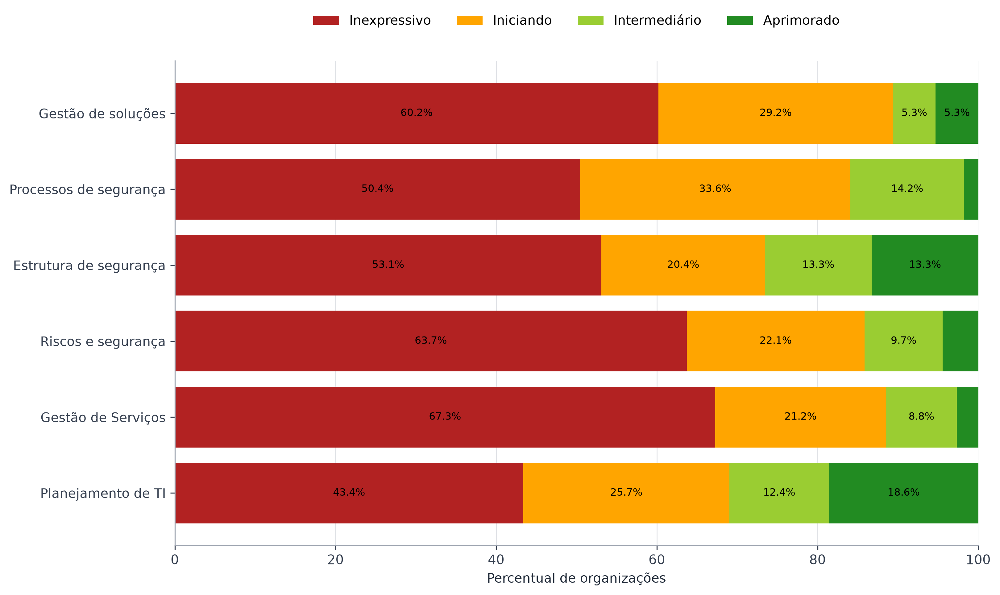 Inexpressivo Iniciando Intermediário Aprimorado
Gestão de soluções 60.2% 29.2% 5.3% 5.3%
Processos de segurança 50.4% 33.6% 14.2%
Estrutura de segurança 53.1% 20.4% 13.3% 13.3%
Riscos e segurança 63.7% 22.1% 9.7%
Gestão de Serviços 67.3% 21.2% 8.8%
Planejamento de TI 43.4% 25.7% 12.4% 18.6%
0 20 40 60 80 100
Percentual de organizações